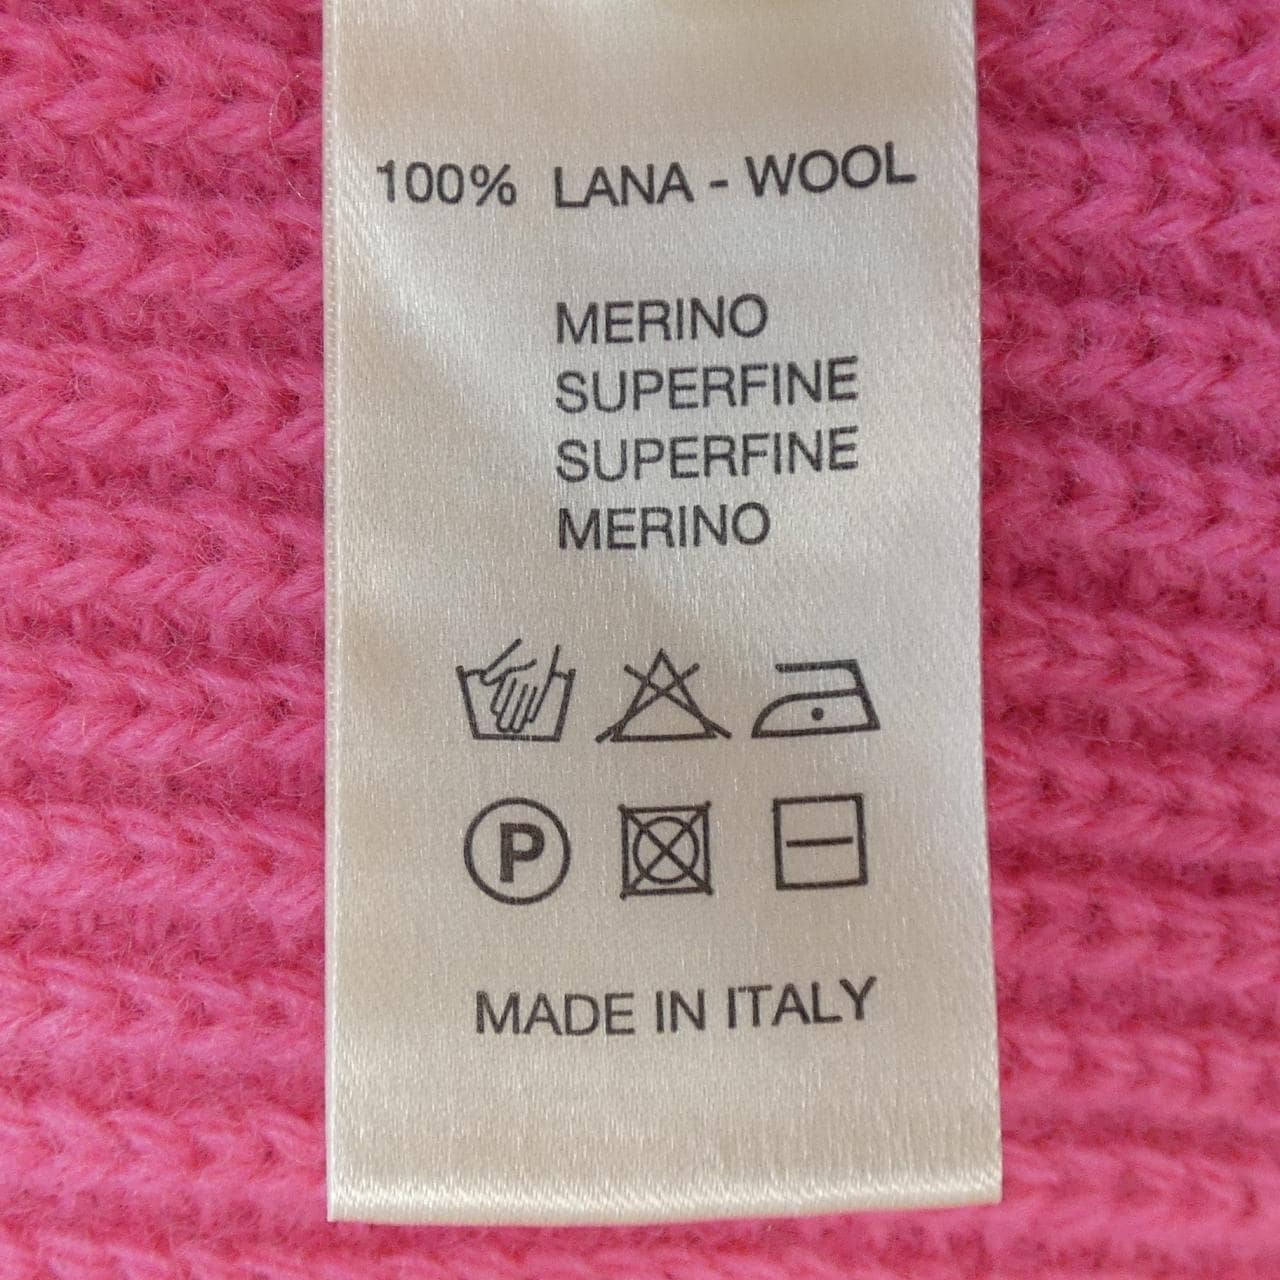 100% LANA - WOOL
MERINO
SUPERFINE
SUPERFINE
MERINO
P
MADE IN ITALY